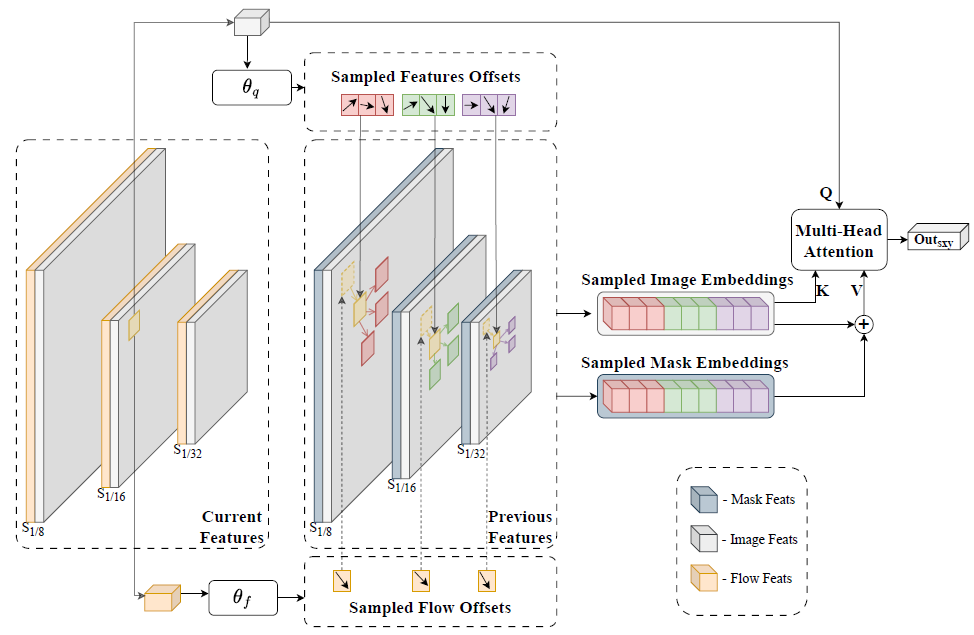 θq
Sampled Features Offsets
Q
Multi-Head
Attention
Outsxy
Sampled Image Embeddings
K
V
+
Sampled Mask Embeddings
S1/32
S1/16
S1/8
Current
Features
S1/32
S1/16
S1/8
Previous
Features
- Mask Feats
- Image Feats
- Flow Feats
θf
Sampled Flow Offsets